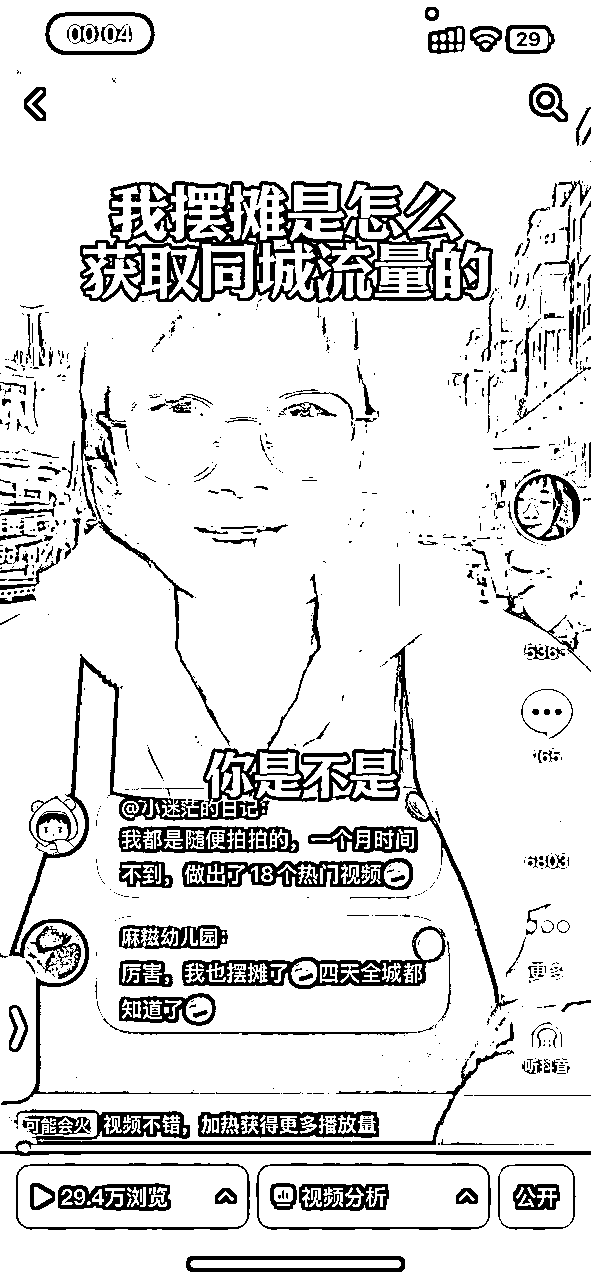 00:04
29
我摆摊是怎么
获取同城流量的
5363
你是不是
165
@小迷茫的日记：
我都是随便拍拍的，一个月时间
不到，做出了18个热门视频
6803
麻糍幼儿园：
厉害，我也摆摊了四天全城都
知道了
更多
听抖音
可能会火 视频不错，加热获得更多播放量
29.4万浏览
视频分析
公开